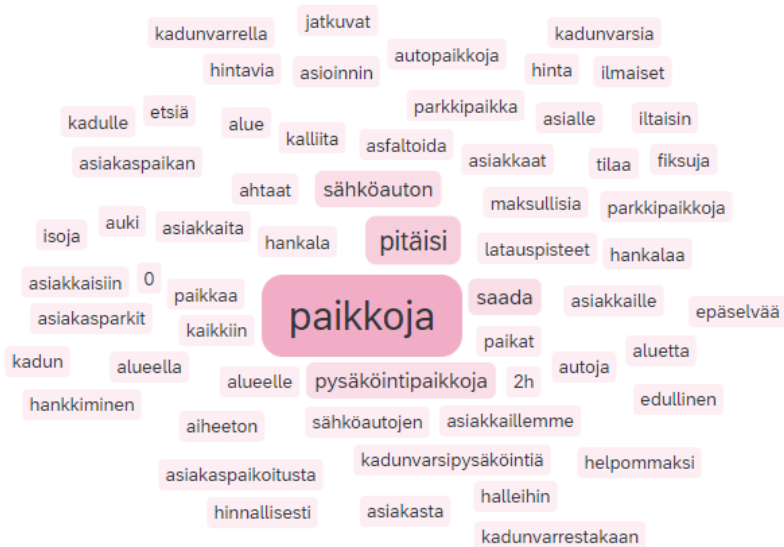 jatkuvat
kadunvarrella
kadunvarsia
autopaikkoja
hintavia
asioinnin
hinta
ilmaiset
parkkipaikka
etsiä
kadulle
alue
asialle
iltaisin
kalliita
asfaltoida
asiakaspaikan
asiakkaat
tilaa
fiksuja
ahtaat
sähköauton
maksullisia
parkkipaikkoja
isoja
auki
asiakkaita
hankala
pitäisi
latauspisteet
hankalaa
asiakkaisiin
0
paikkaa
paikkoja
saada
asiakkaille
epäselvää
asiakasparkit
kaikkiin
paikat
aluetta
kadun
alueella
autoja
alueelle
pysäköintipaikkoja
2h
edullinen
hankkiminen
aiheeton
sähköautojen
asiakkaillemme
kadunvarsipysäköintiä
helpommaksi
asiakaspaikoitusta
halleihin
hinnallisesti
asiakasta
kadunvarrestakaan